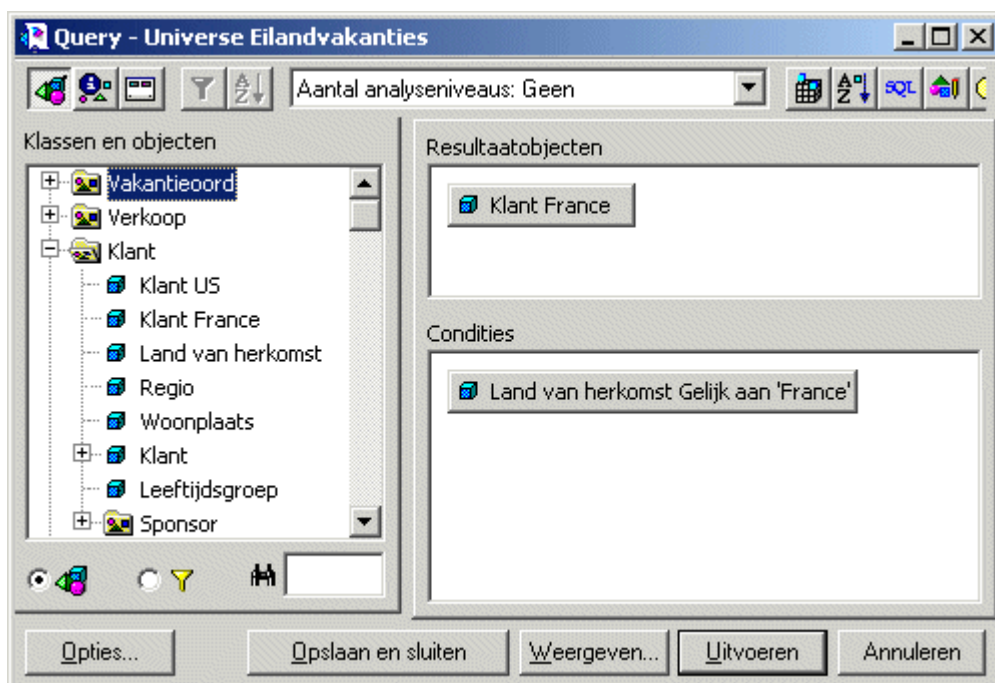 Query - Universe Eilandvakanties
Aantal analyseniveaus: Geen
SQL
Klassen en objecten
Vakantieoord
Verkoop
Klant
Klant US
Klant France
Land van herkomst
Regio
Woonplaats
Klant
Leeftijdsgroep
Sponsor
Resultaatobjecten
Klant France
Condities
Land van herkomst Gelijk aan 'France'
Opties...
Opslaan en sluiten
Weergeven...
Uitvoeren
Annuleren